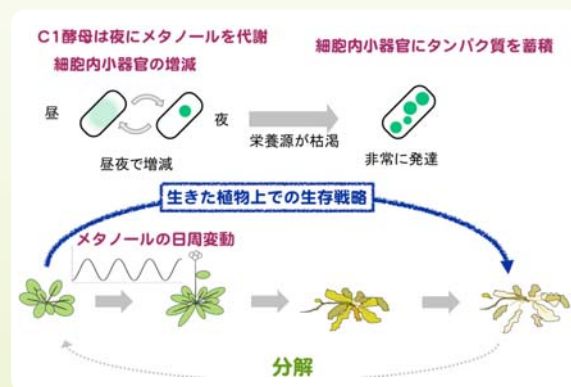 C1酵母は夜にメタノールを代謝
細胞内小器官の増減
細胞内小器官にタンパク質を蓄積
昼
夜
栄養源が枯渇
昼夜で増減
非常に発達
生きた植物上での生存戦略
メタノールの日周変動
分解